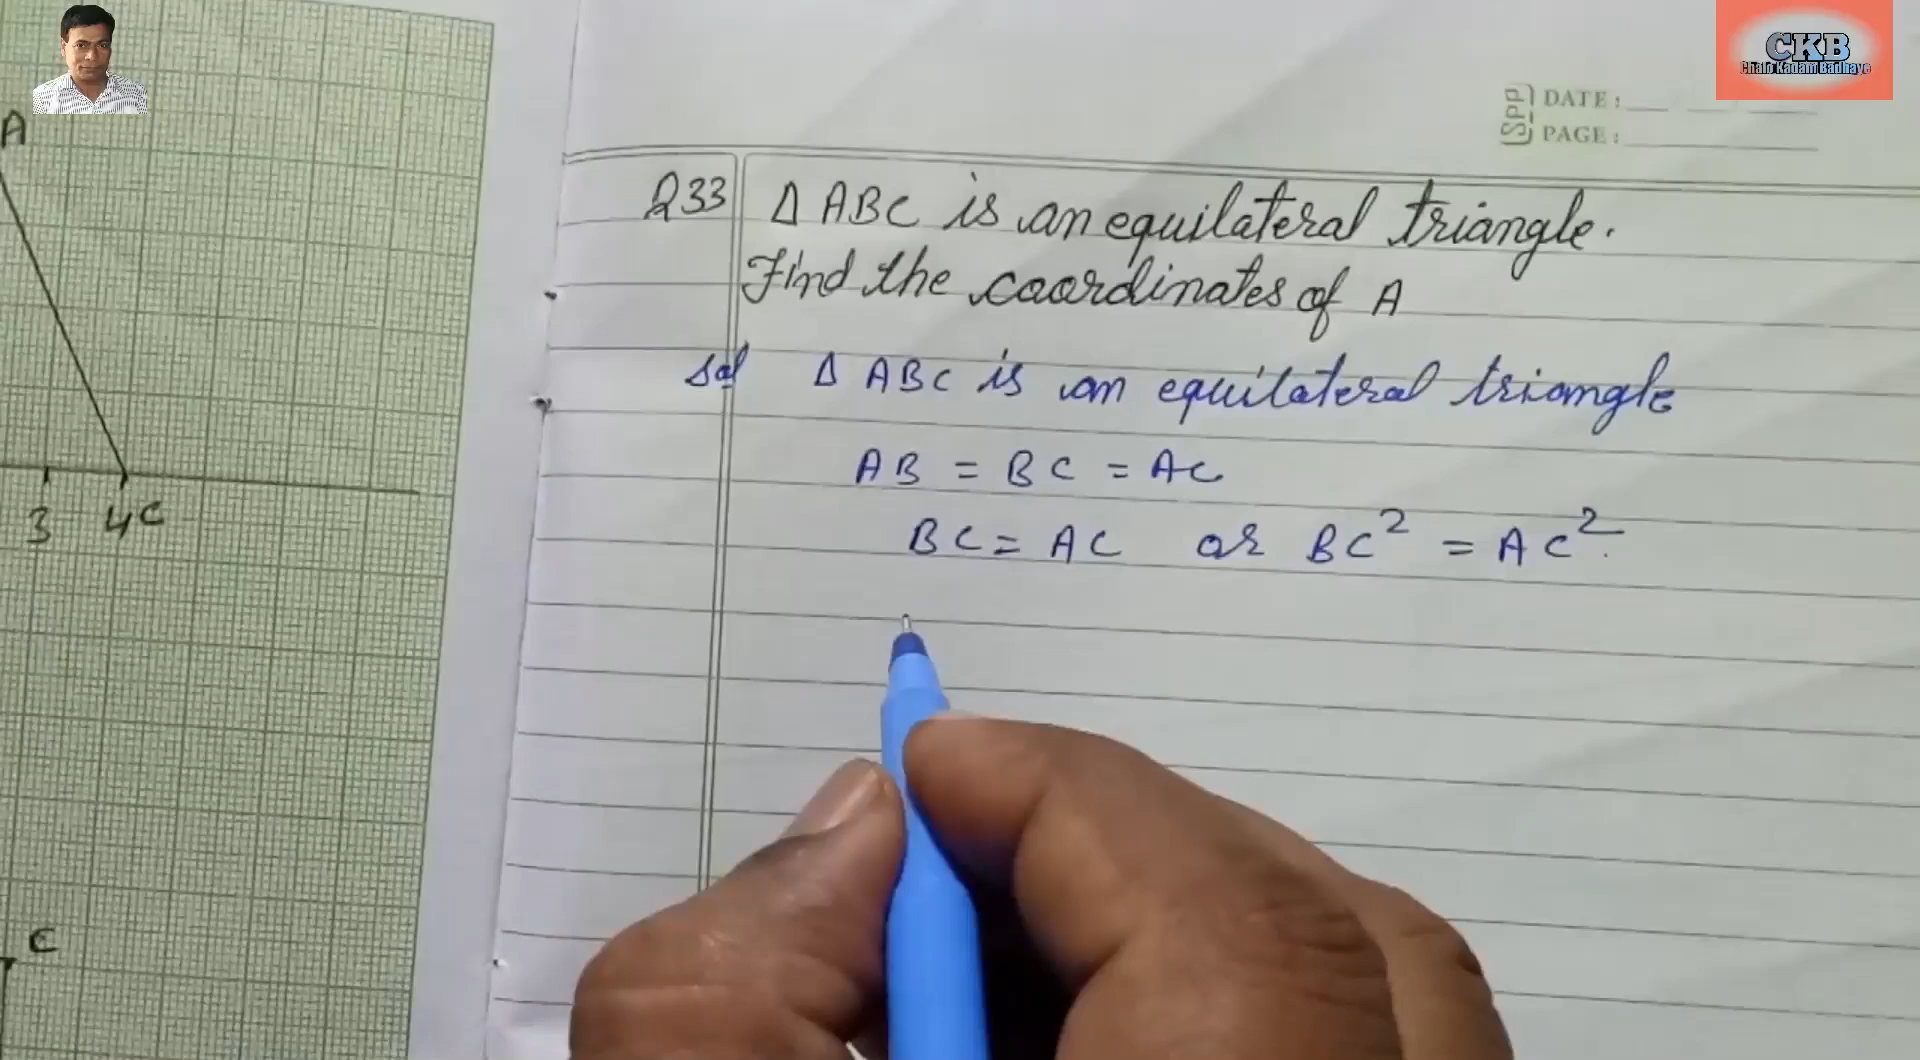 CKB
Chalo Kadam Badhaye
Spp
DATE :
PAGE :
A
3 4 C
C
Q33 Δ ABC is an equilateral triangle.
Find the coordinates of A
Sol Δ ABC is an equilateral triangle
AB = BC = AC
BC = AC or BC² = AC²